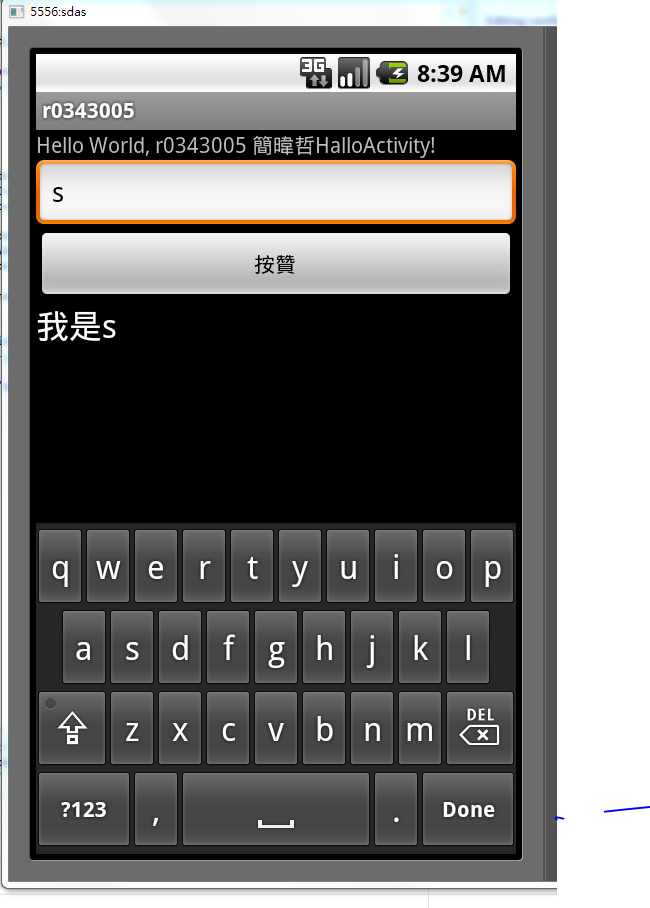 5556:sdas
3G 8:39 AM
r0343005
Hello World, r0343005 簡暐哲HalloActivity!
s
按贊
我是s
q w e r t y u i o p
a s d f g h j k l
z x c v b n m DEL
?123 , . Done